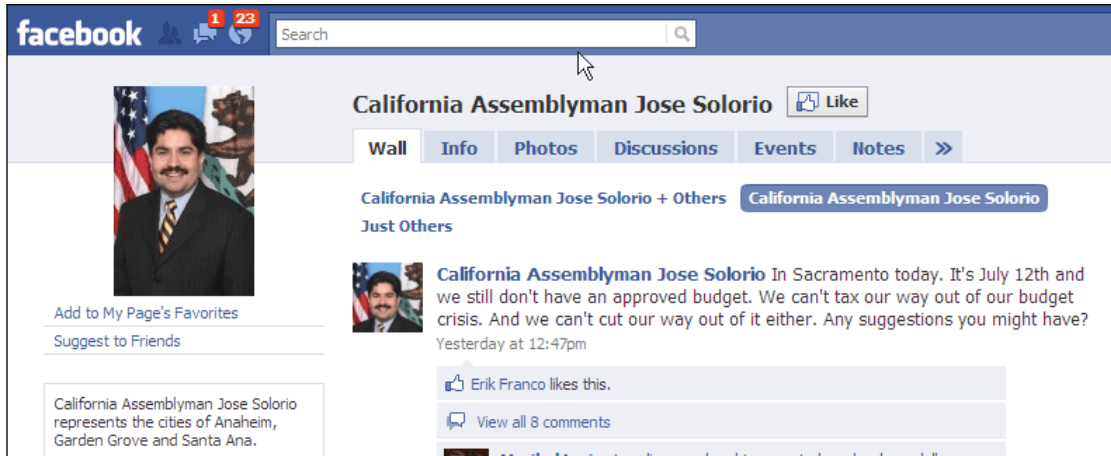 facebook 1 23 Search
California Assemblyman Jose Solorio Like
Wall Info Photos Discussions Events Notes »
California Assemblyman Jose Solorio + Others California Assemblyman Jose Solorio
Just Others
California Assemblyman Jose Solorio In Sacramento today. It's July 12th and
we still don't have an approved budget. We can't tax our way out of our budget
crisis. And we can't cut our way out of it either. Any suggestions you might have?
Yesterday at 12:47pm
Erik Franco likes this.
View all 8 comments
Add to My Page's Favorites
Suggest to Friends
California Assemblyman Jose Solorio
represents the cities of Anaheim,
Garden Grove and Santa Ana.